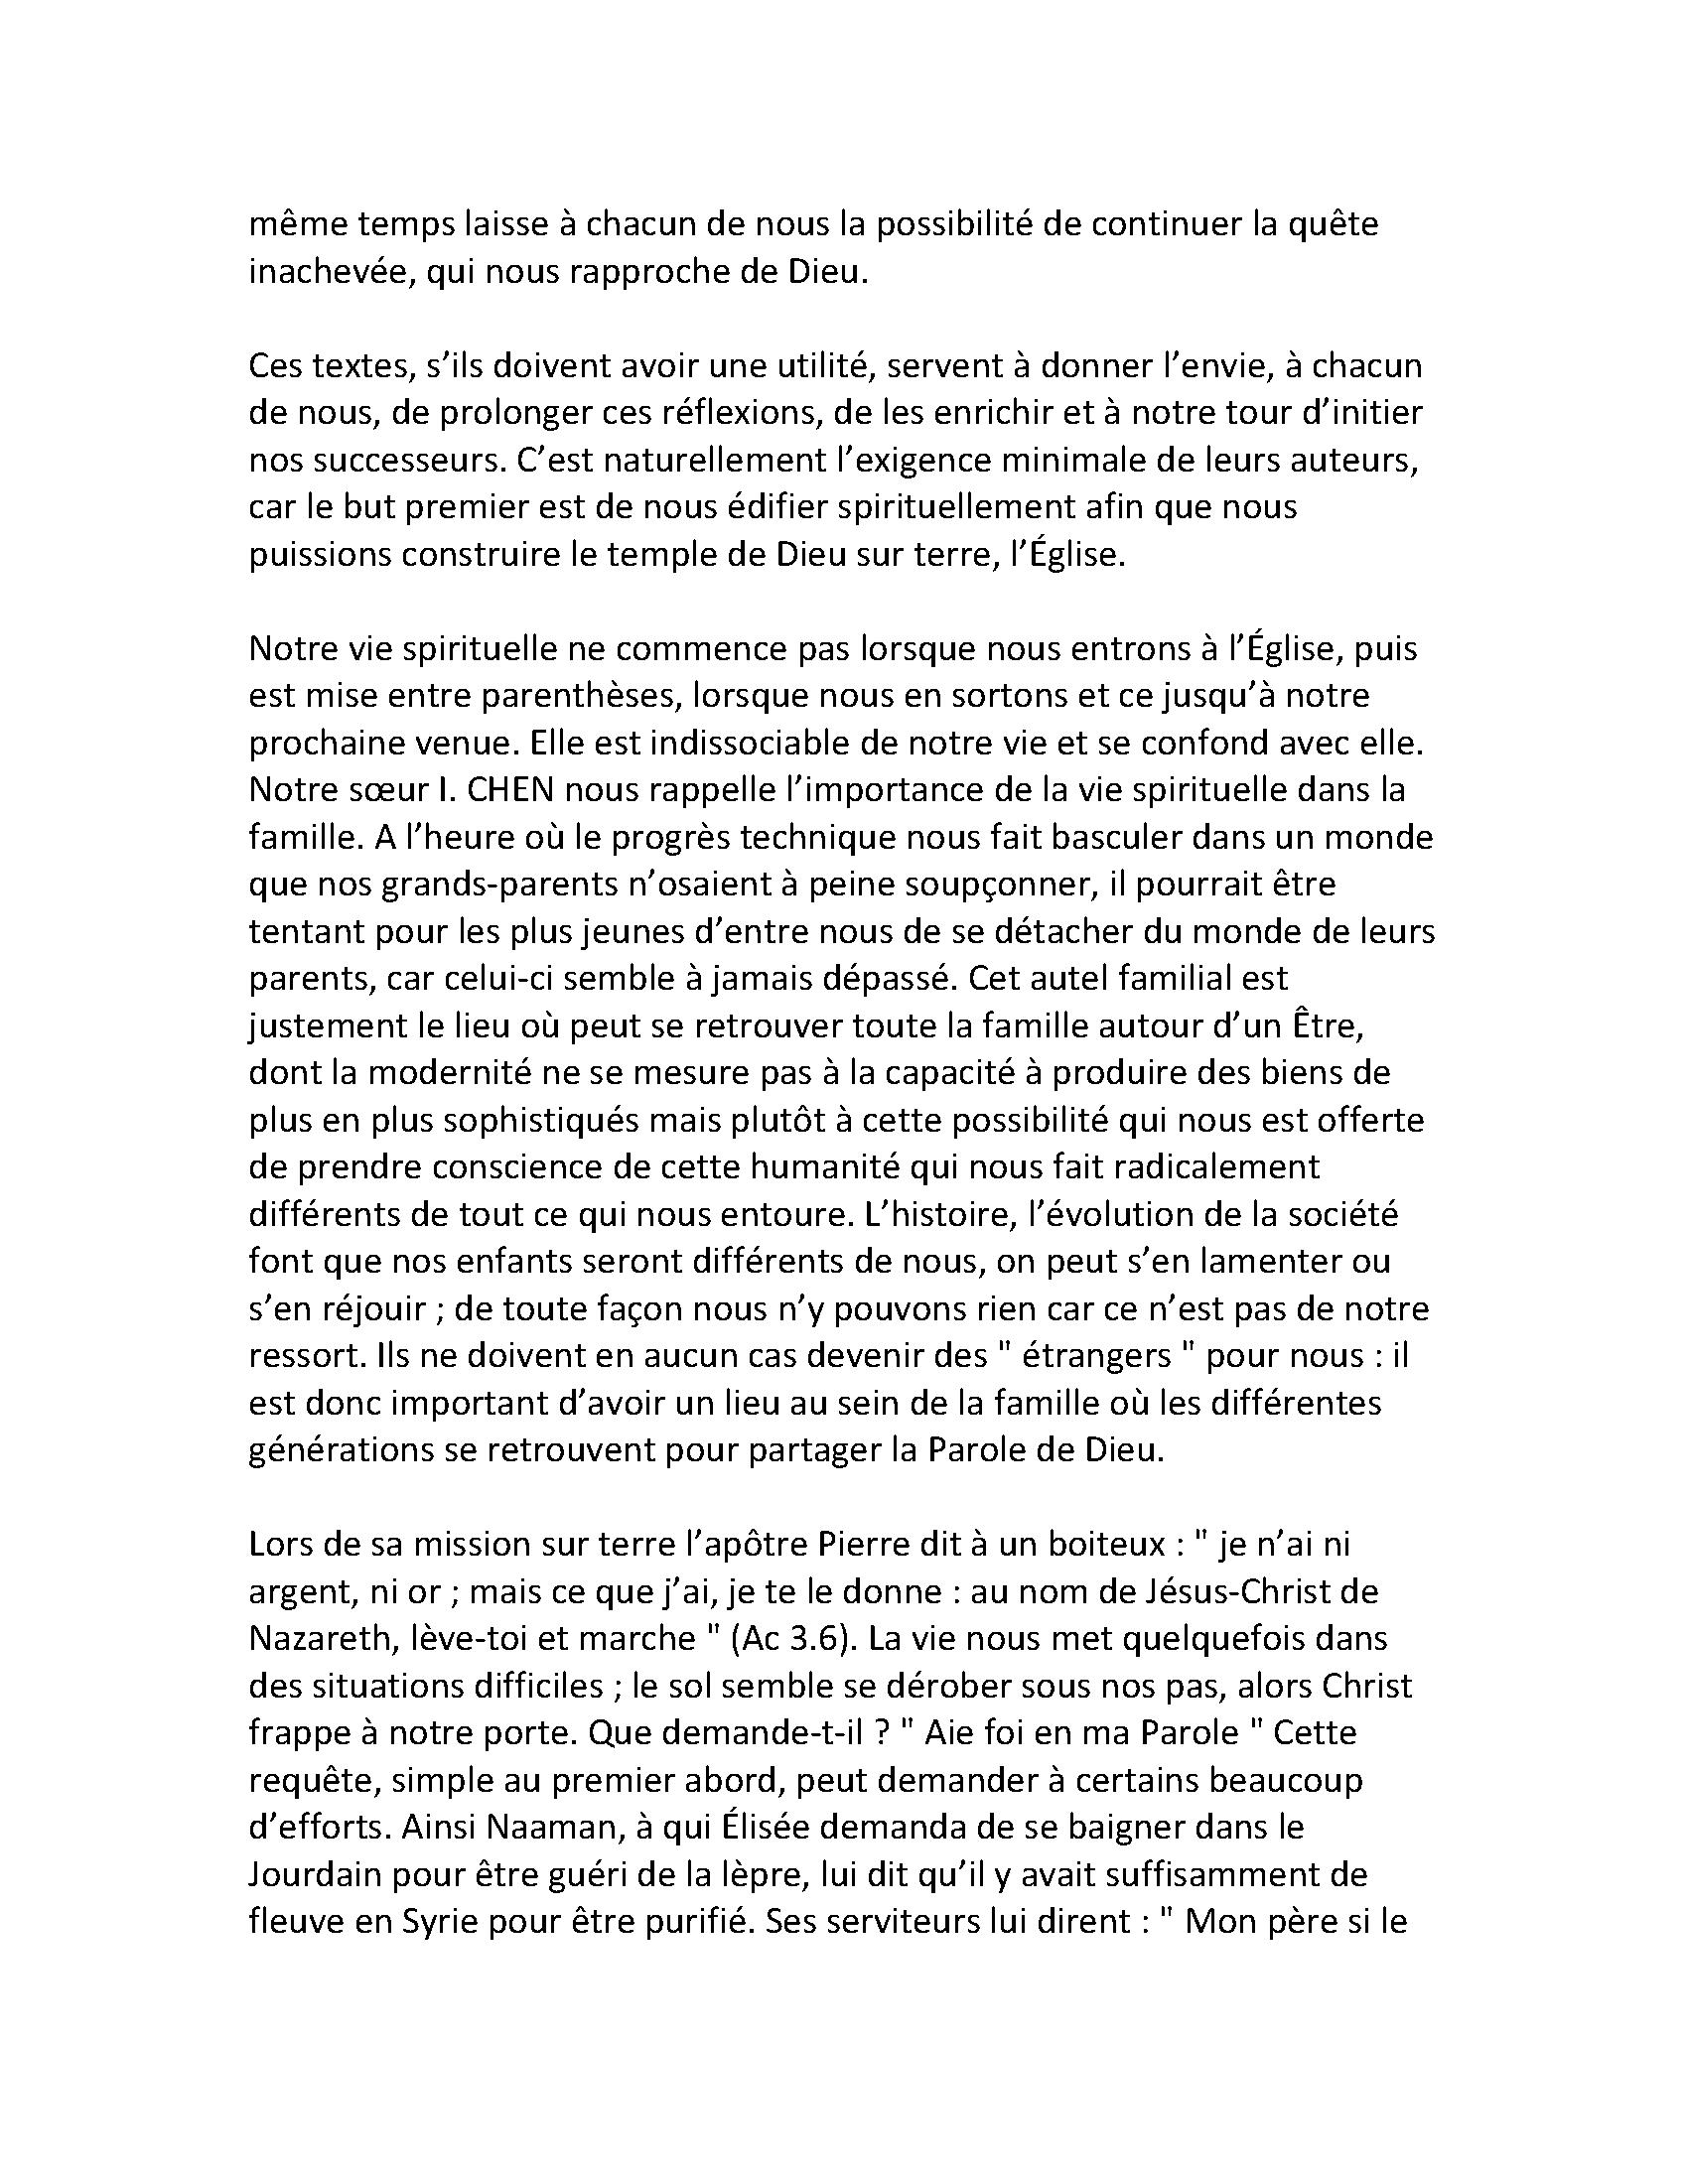 même temps laisse à chacun de nous la possibilité de continuer la quête
inachevée, qui nous rapproche de Dieu.
Ces textes, s’ils doivent avoir une utilité, servent à donner l’envie, à chacun
de nous, de prolonger ces réflexions, de les enrichir et à notre tour d’initier
nos successeurs. C’est naturellement l’exigence minimale de leurs auteurs,
car le but premier est de nous édifier spirituellement afin que nous
puissions construire le temple de Dieu sur terre, l’Église.
Notre vie spirituelle ne commence pas lorsque nous entrons à l’Église, puis
est mise entre parenthèses, lorsque nous en sortons et ce jusqu’à notre
prochaine venue. Elle est indissociable de notre vie et se confond avec elle.
Notre sœur I. CHEN nous rappelle l’importance de la vie spirituelle dans la
famille. A l’heure où le progrès technique nous fait basculer dans un monde
que nos grands-parents n’osaient à peine soupçonner, il pourrait être
tentant pour les plus jeunes d’entre nous de se détacher du monde de leurs
parents, car celui-ci semble à jamais dépassé. Cet autel familial est
justement le lieu où peut se retrouver toute la famille autour d’un Être,
dont la modernité ne se mesure pas à la capacité à produire des biens de
plus en plus sophistiqués mais plutôt à cette possibilité qui nous est offerte
de prendre conscience de cette humanité qui nous fait radicalement
différents de tout ce qui nous entoure. L’histoire, l’évolution de la société
font que nos enfants seront différents de nous, on peut s’en lamenter ou
s’en réjouir ; de toute façon nous n’y pouvons rien car ce n’est pas de notre
ressort. Ils ne doivent en aucun cas devenir des " étrangers " pour nous : il
est donc important d’avoir un lieu au sein de la famille où les différentes
générations se retrouvent pour partager la Parole de Dieu.
Lors de sa mission sur terre l’apôtre Pierre dit à un boiteux : " je n’ai ni
argent, ni or ; mais ce que j’ai, je te le donne : au nom de Jésus-Christ de
Nazareth, lève-toi et marche " (Ac 3.6). La vie nous met quelquefois dans
des situations difficiles ; le sol semble se dérober sous nos pas, alors Christ
frappe à notre porte. Que demande-t-il ? " Aie foi en ma Parole " Cette
requête, simple au premier abord, peut demander à certains beaucoup
d’efforts. Ainsi Naaman, à qui Élisée demanda de se baigner dans le
Jourdain pour être guéri de la lèpre, lui dit qu’il y avait suffisamment de
fleuve en Syrie pour être purifié. Ses serviteurs lui dirent : " Mon père si le